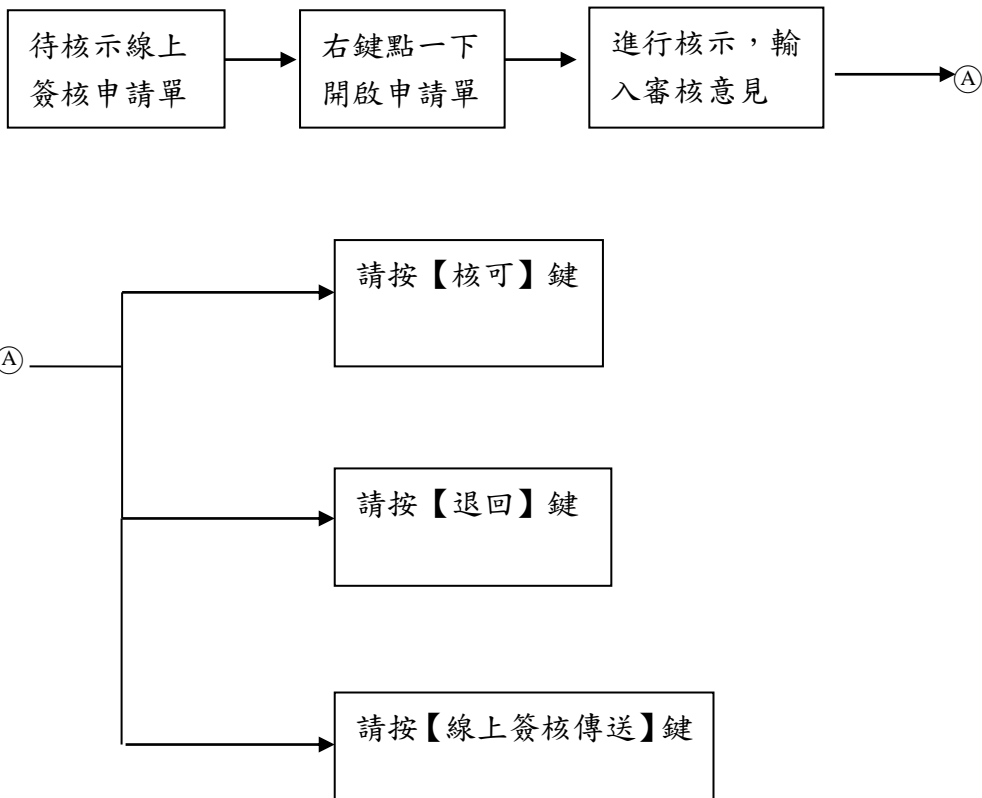 待核示線上
簽核申請單
右鍵點一下
開啟申請單
進行核示，輸
入審核意見
Ⓐ
請按【核可】鍵
Ⓐ
請按【退回】鍵
請按【線上簽核傳送】鍵